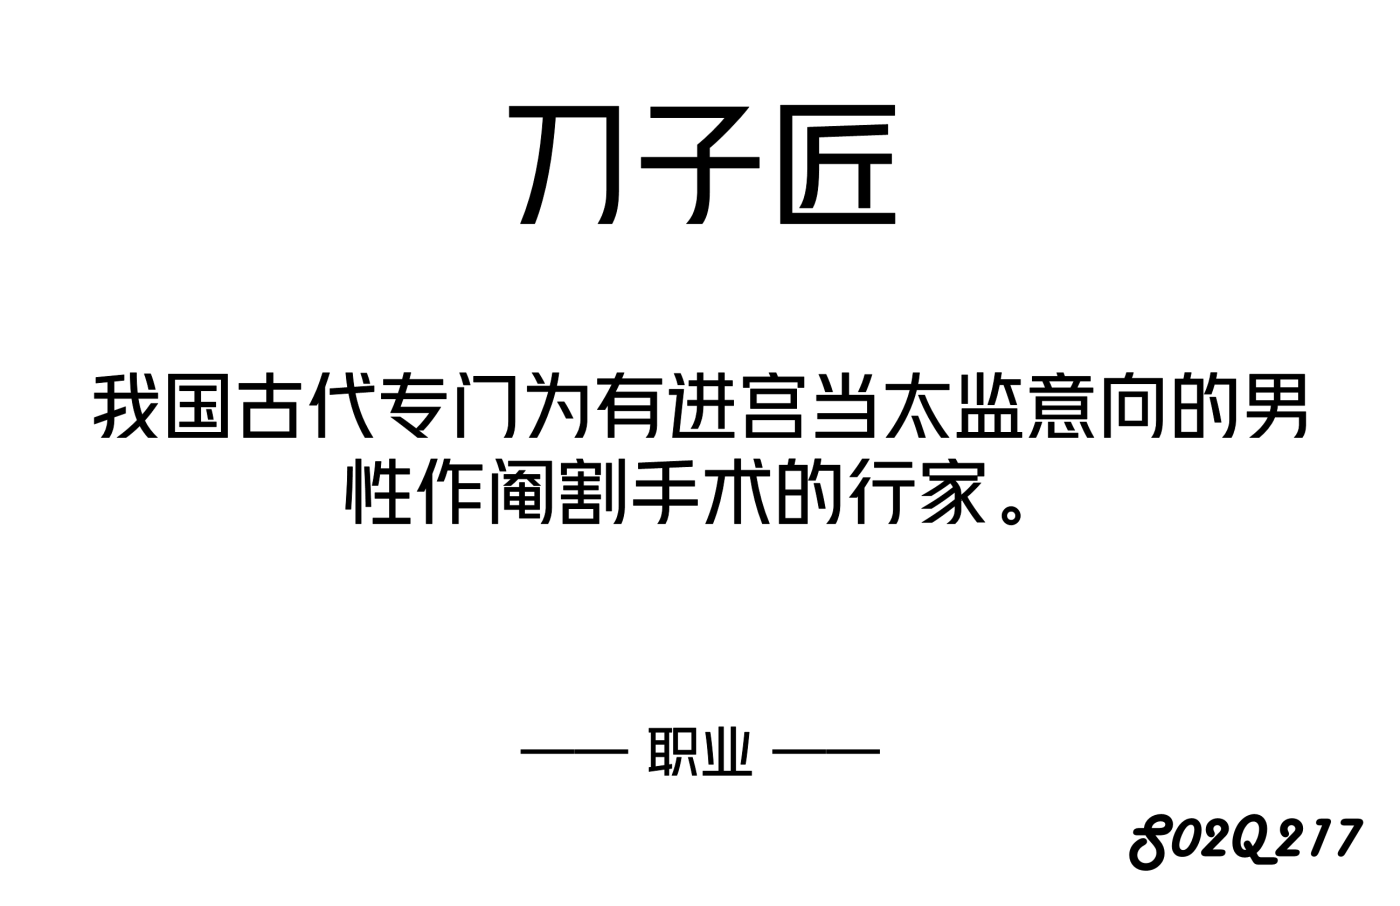 刀子匠
我国古代专门为有进宫当太监意向的男
性作阉割手术的行家。
—— 职业 ——
S02Q217